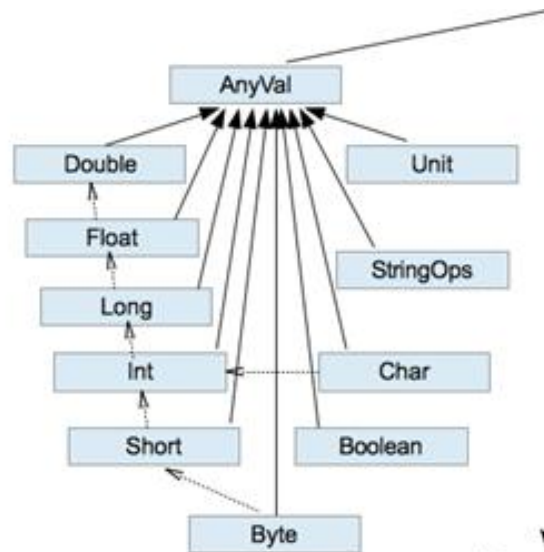 AnyVal
Double
Unit
Float
StringOps
Long
Int
Char
Short
Boolean
Byte